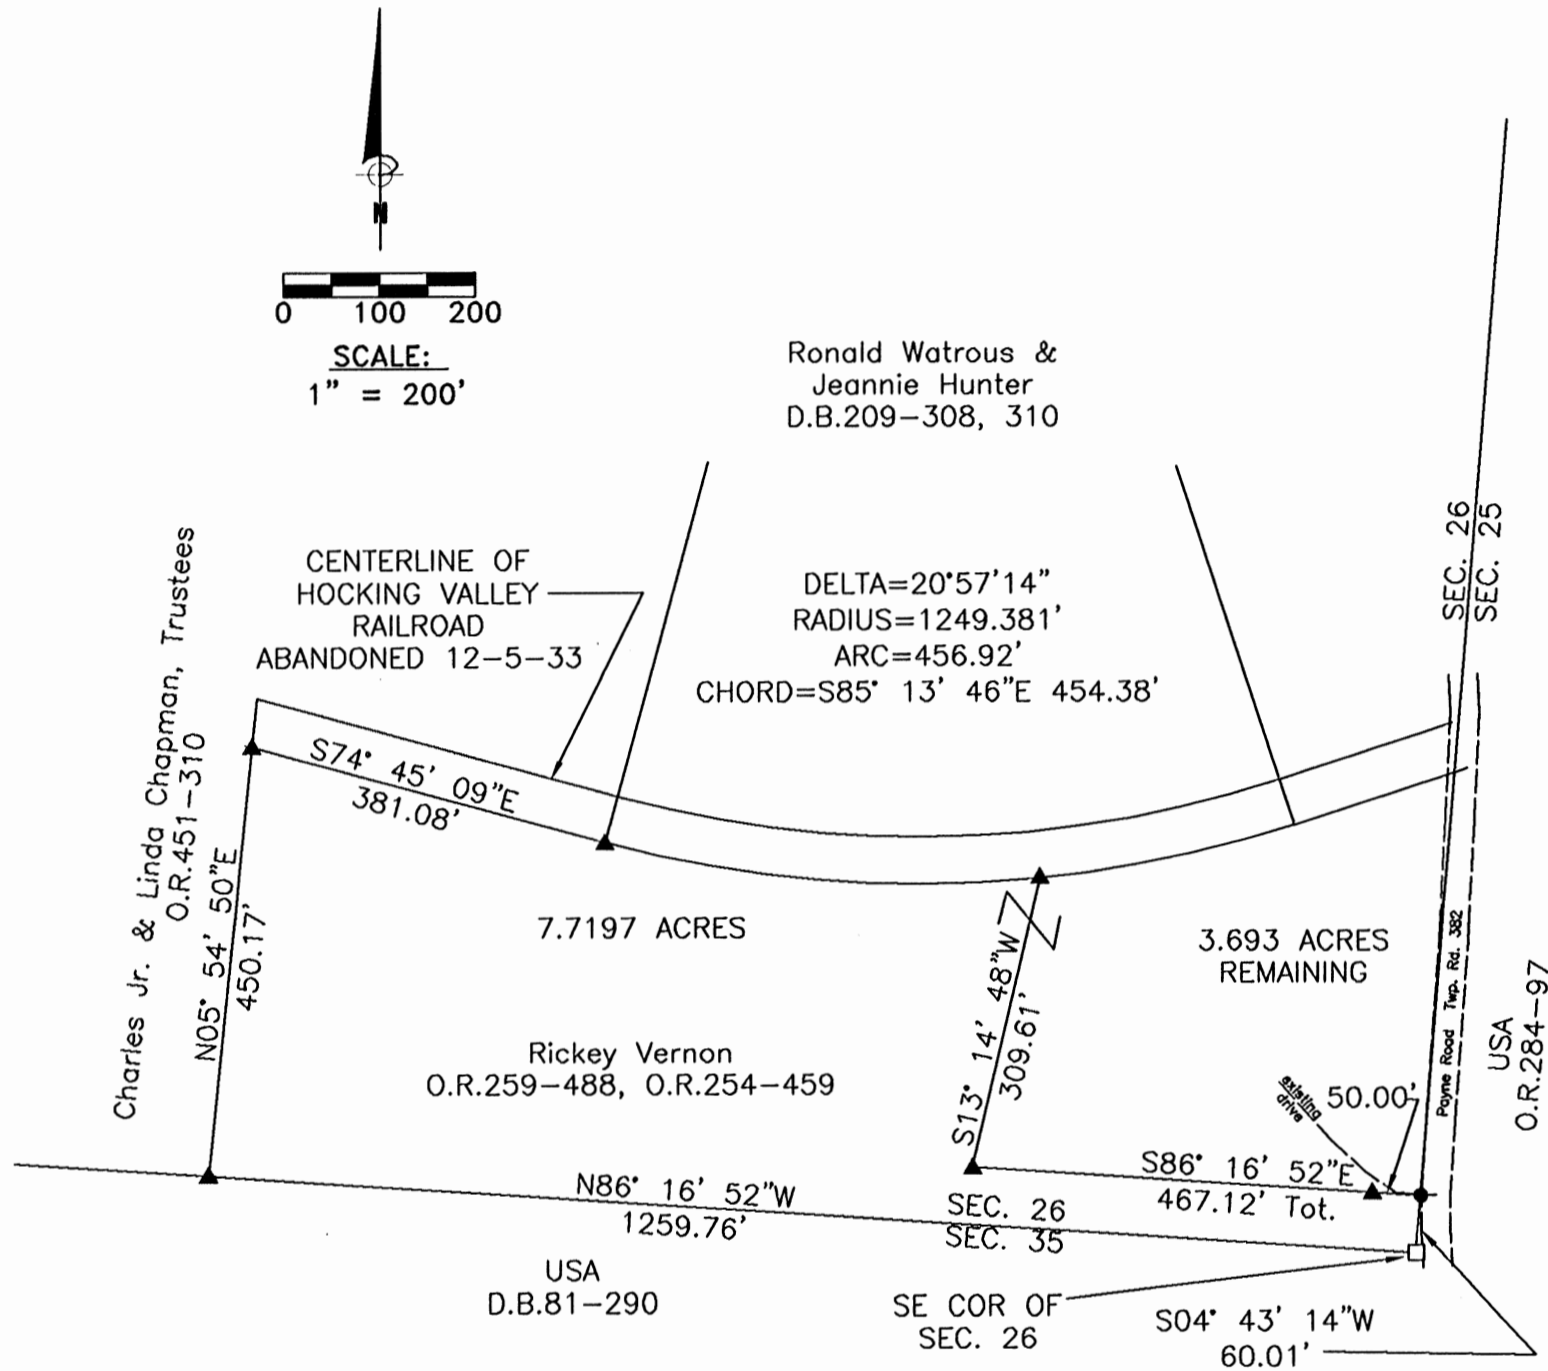 N
0 100 200
SCALE:
1" = 200'
Ronald Watrous &
Jeannie Hunter
D.B.209-308, 310
SEC. 26
SEC. 25
CENTERLINE OF
HOCKING VALLEY
RAILROAD
ABANDONED 12-5-33
DELTA=20°57'14"
RADIUS=1249.381'
ARC=456.92'
CHORD=S85° 13' 46"E 454.38'
Charles Jr. & Linda Chapman, Trustees
O.R.451-310
S74° 45' 09"E
381.08'
N05° 54' 50"E
450.17'
7.7197 ACRES
S13° 14' 48"W
309.61'
3.693 ACRES
REMAINING
Payne Road Twp. Rd. 382
USA
O.R.284-97
Rickey Vernon
O.R.259-488, O.R.254-459
existing
drive
50.00'
S86° 16' 52"E
467.12' Tot.
N86° 16' 52"W
1259.76'
SEC. 26
SEC. 35
USA
D.B.81-290
SE COR OF
SEC. 26
S04° 43' 14"W
60.01'